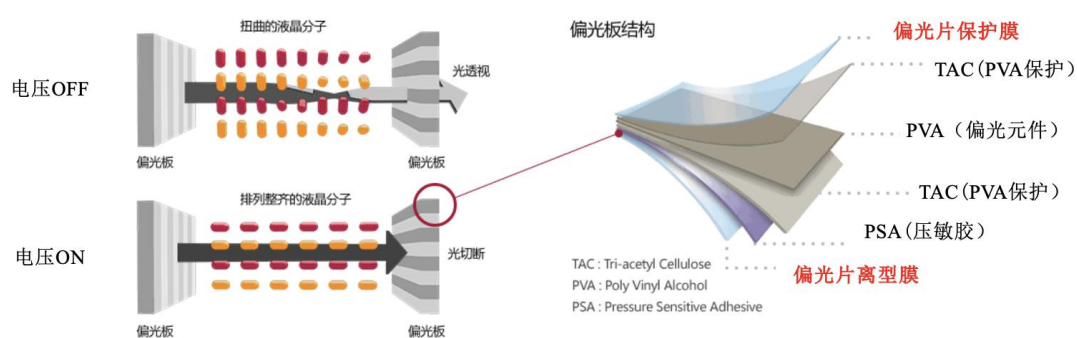 扭曲的液晶分子
电压OFF
光透视
偏光板
偏光板
排列整齐的液晶分子
电压ON
光切断
偏光板
偏光板
偏光板结构
偏光片保护膜
TAC(PVA保护)
PVA（偏光元件）
TAC(PVA保护)
PSA(压敏胶)
偏光片离型膜
TAC : Tri-acetyl Cellulose
PVA : Poly Vinyl Alcohol
PSA : Pressure Sensitive Adhesive